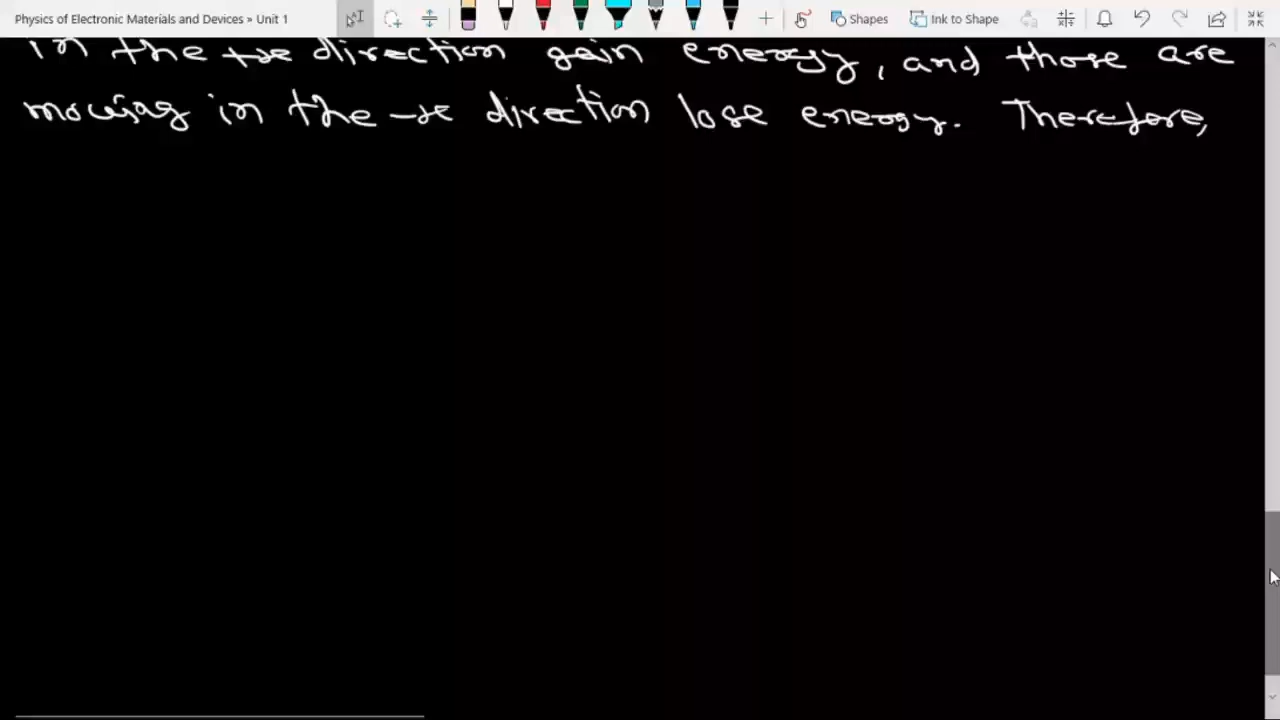 Physics of Electronic Materials and Devices » Unit 1
Shapes
Ink to Shape
in the +x direction gain energy, and those are
moving in the -x direction lose energy. Therefore,